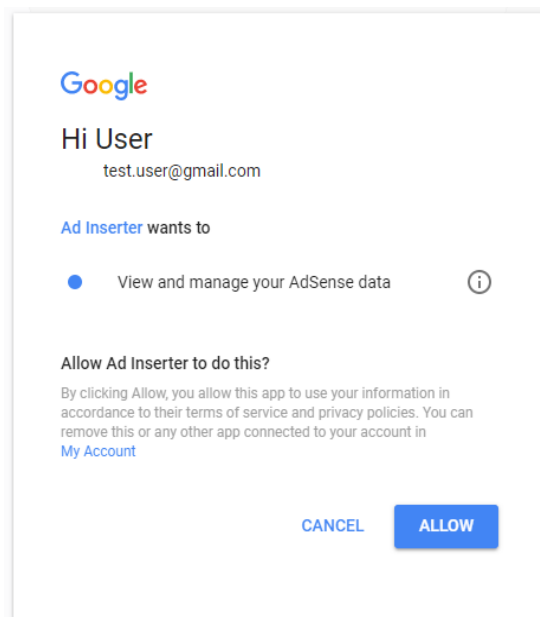 Google
Hi User
test.user@gmail.com
Ad Inserter wants to
View and manage your AdSense data
Allow Ad Inserter to do this?
By clicking Allow, you allow this app to use your information in
accordance to their terms of service and privacy policies. You can
remove this or any other app connected to your account in
My Account
CANCEL ALLOW